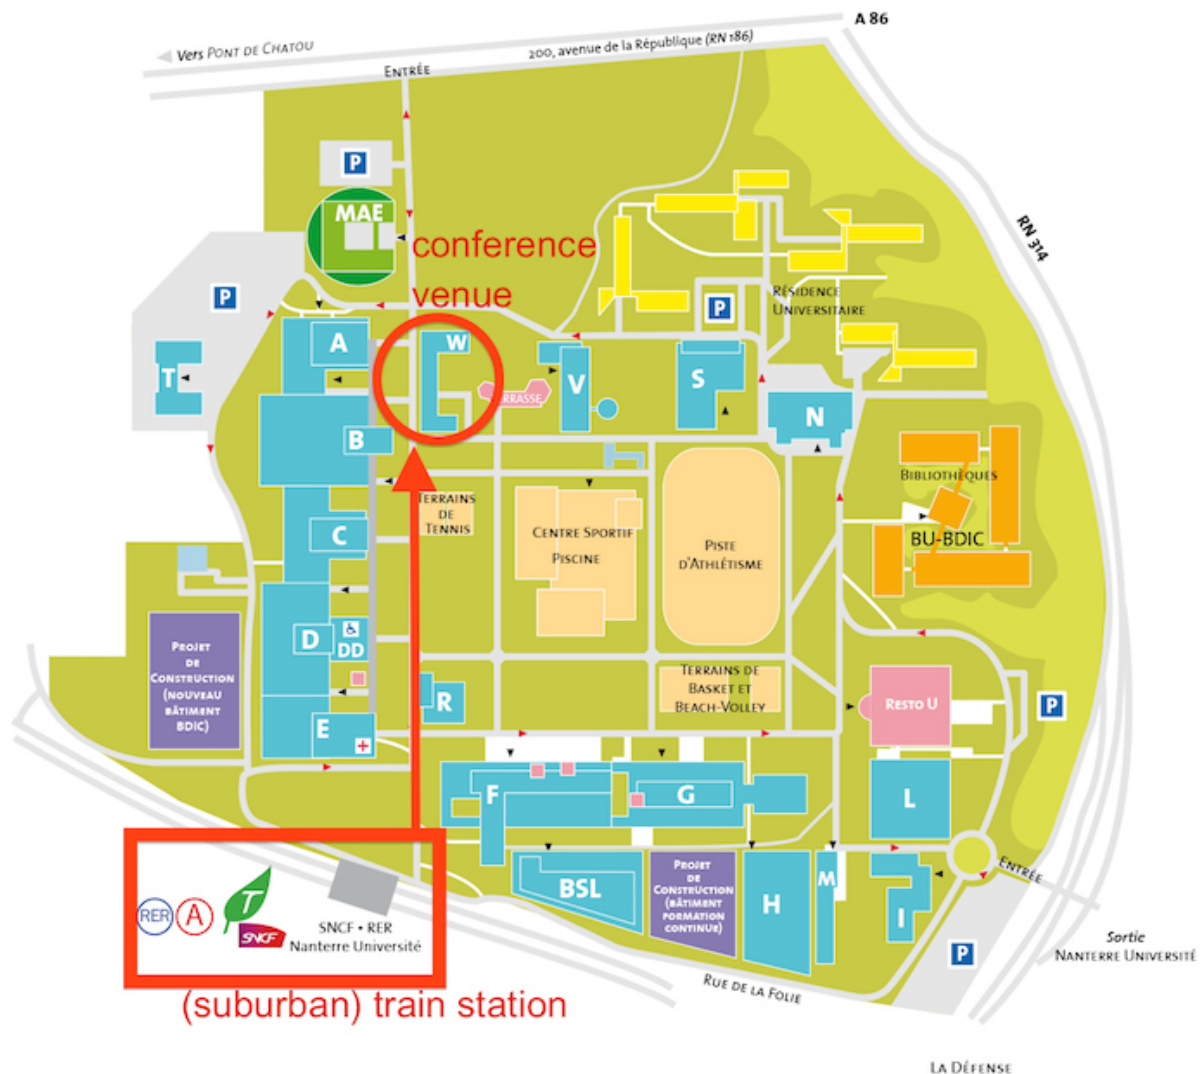 A 86
Vers PONT DE CHATOU
200, avenue de la République (RN 186)
ENTRÉE
P
MAE
conference
venue
RN 314
P
P
RÉSIDENCE
UNIVERSITAIRE
A
W
T
V
S
TERRASSE
N
B
BIBLIOTHÈQUES
TERRAINS
DE
TENNIS
C
CENTRE SPORTIF
PISCINE
PISTE
D'ATHLÉTISME
BU-BDIC
D
DD
PROJET
DE
CONSTRUCTION
(NOUVEAU
BÂTIMENT
BDIC)
TERRAINS DE
BASKET ET
BEACH-VOLLEY
R
RESTO U
P
E
F
G
L
BSL
PROJET
DE
CONSTRUCTION
(BÂTIMENT
FORMATION
CONTINUE)
H
M
I
ENTRÉE
RER
A
T
SNCF
SNCF • RER
Nanterre Université
Sortie
NANTERRE UNIVERSITÉ
P
RUE DE LA FOLIE
(suburban) train station
LA DÉFENSE